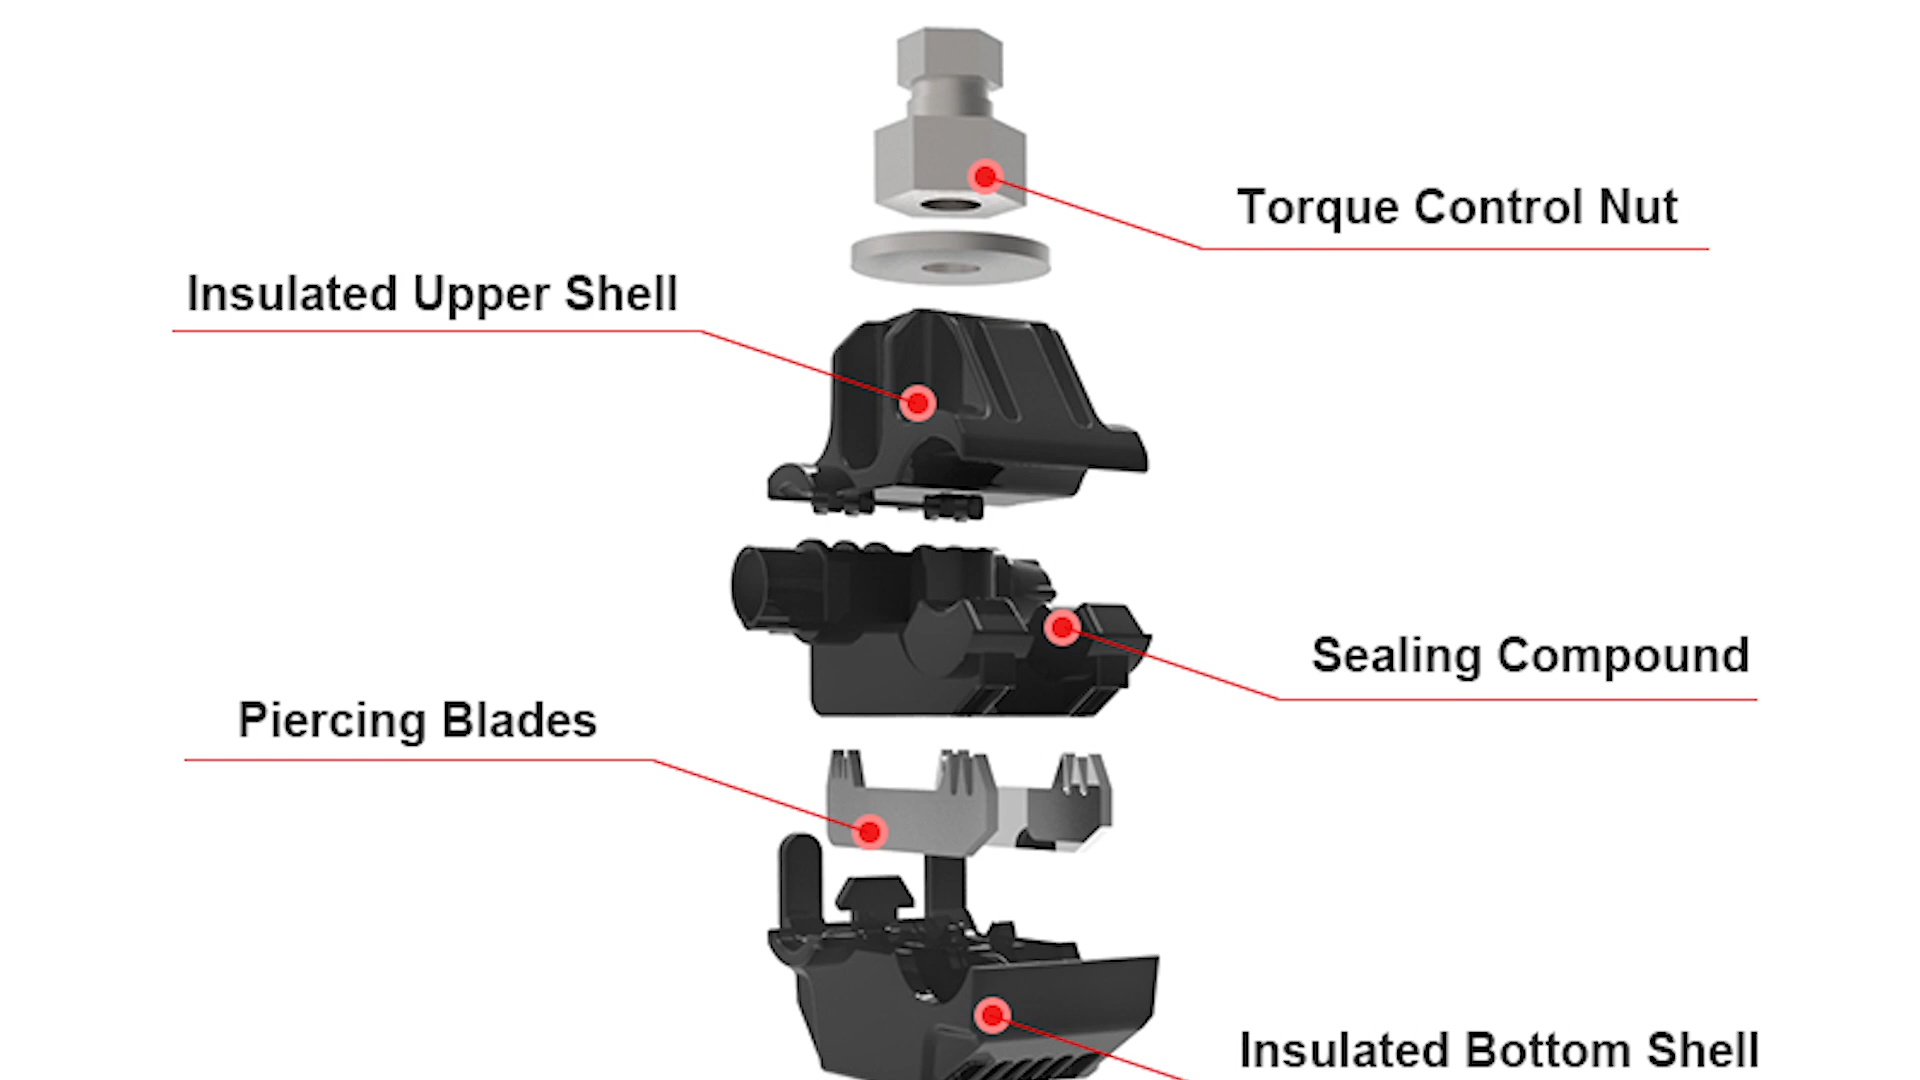 Torque Control Nut
Insulated Upper Shell
Sealing Compound
Piercing Blades
Insulated Bottom Shell